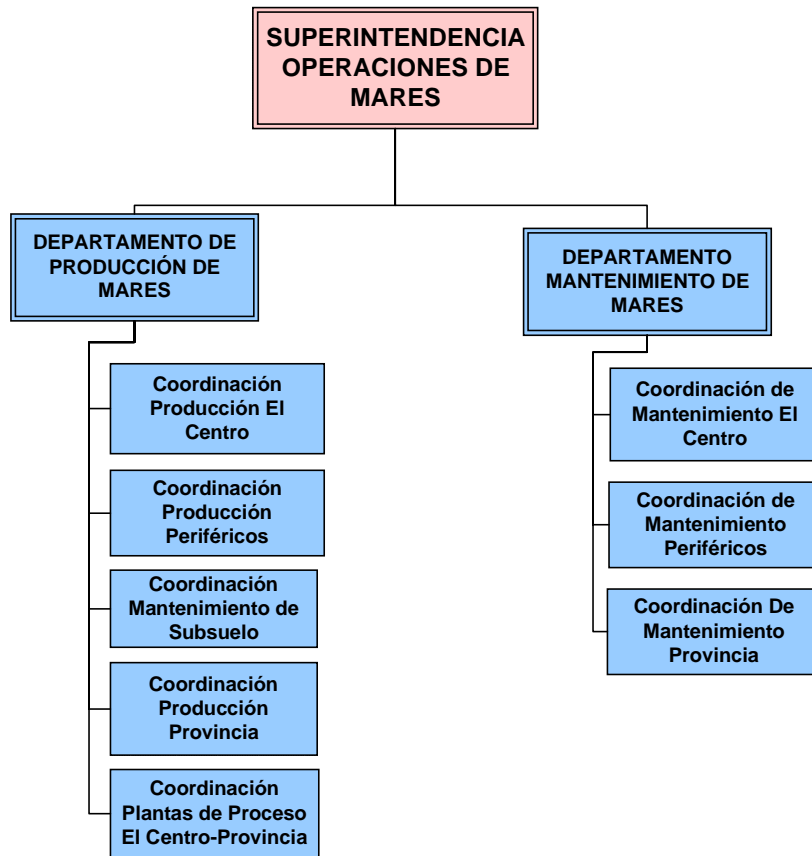 SUPERINTENDENCIA
OPERACIONES DE
MARES
DEPARTAMENTO DE
PRODUCCIÓN DE
MARES
Coordinación
Producción El
Centro
Coordinación
Producción
Periféricos
Coordinación
Mantenimiento de
Subsuelo
Coordinación
Producción
Provincia
Coordinación
Plantas de Proceso
El Centro-Provincia
DEPARTAMENTO
MANTENIMIENTO DE
MARES
Coordinación de
Mantenimiento El
Centro
Coordinación de
Mantenimiento
Periféricos
Coordinación De
Mantenimiento
Provincia